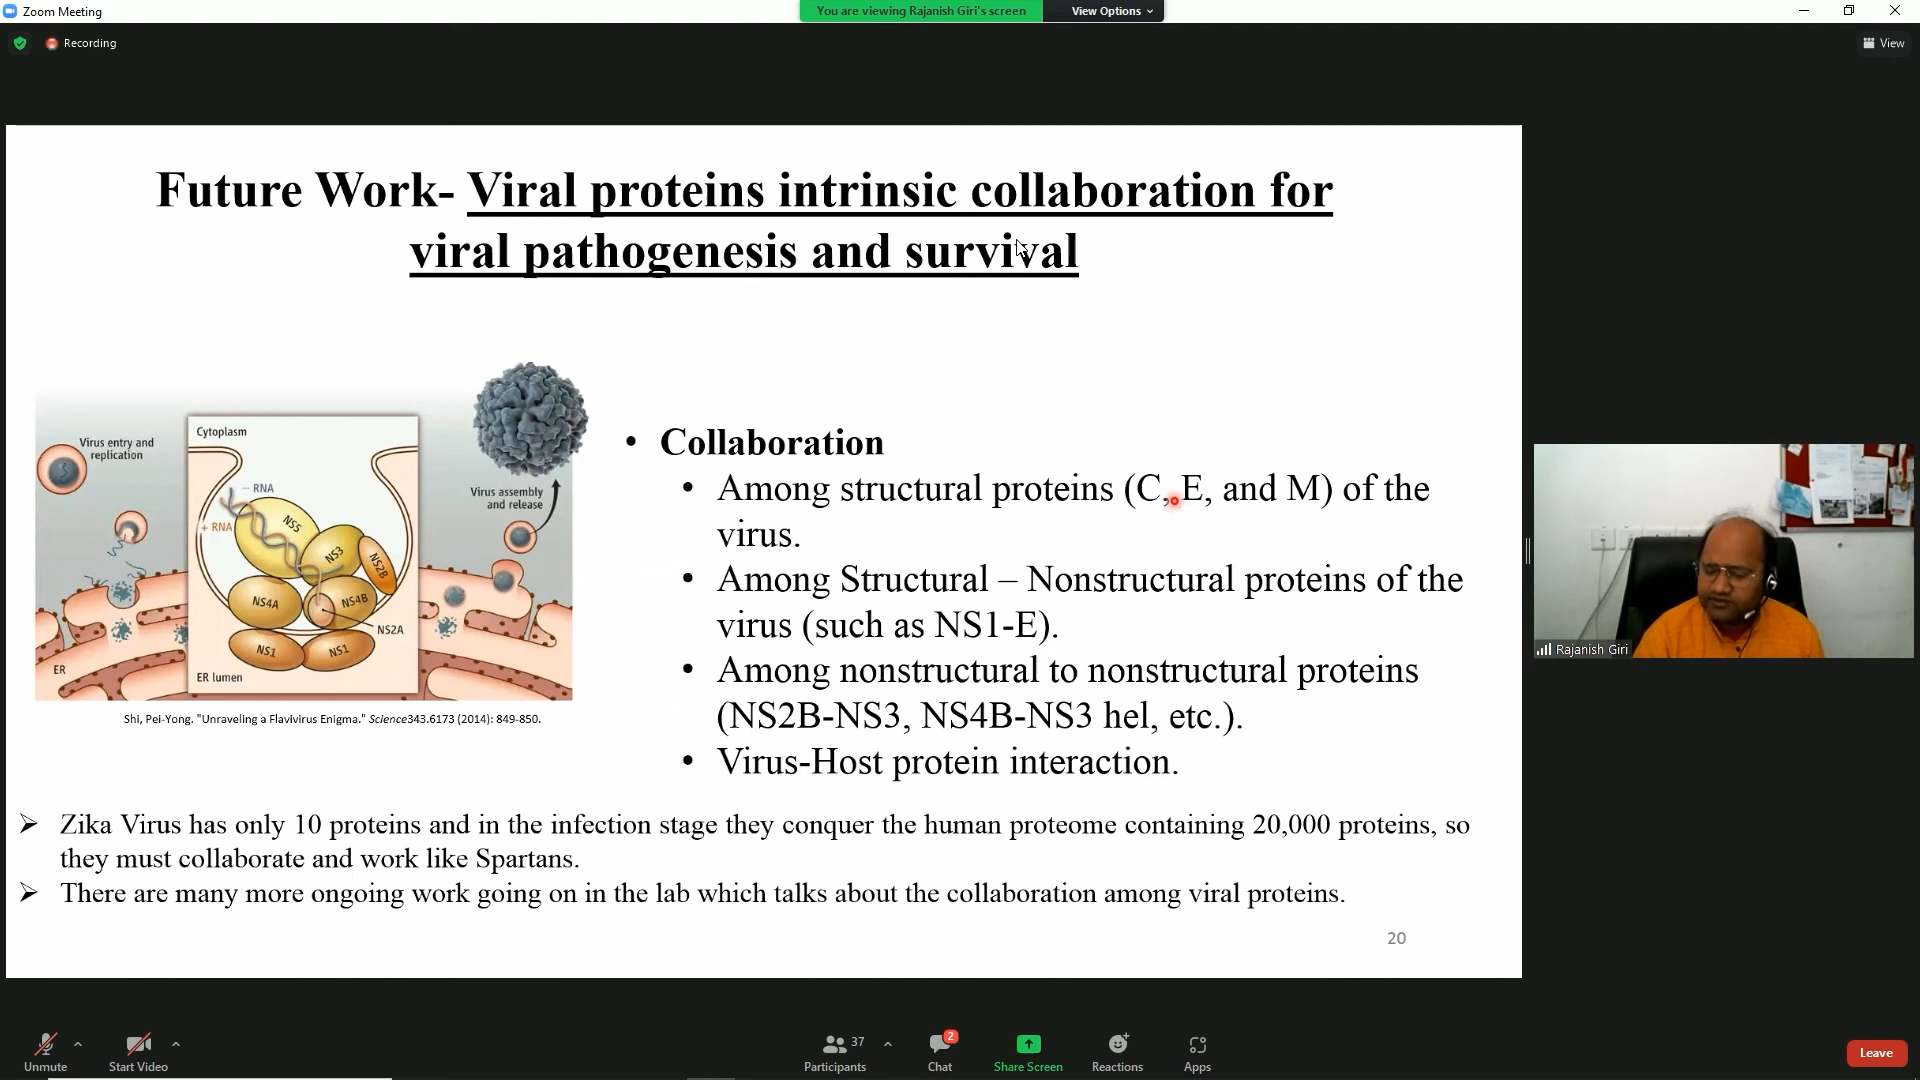 Zoom Meeting
You are viewing Rajanish Giri's screen
View Options
Recording
View
Future Work- Viral proteins intrinsic collaboration for
viral pathogenesis and survival
Virus entry and
replication
Cytoplasm
– RNA
+ RNA
NS5
NS3
NS2B
NS4A
NS4B
NS2A
NS1
NS1
ER
ER lumen
Virus assembly
and release
Shi, Pei-Yong. "Unraveling a Flavivirus Enigma." Science343.6173 (2014): 849-850.
• Collaboration
• Among structural proteins (C, E, and M) of the
virus.
• Among Structural – Nonstructural proteins of the
virus (such as NS1-E).
• Among nonstructural to nonstructural proteins
(NS2B-NS3, NS4B-NS3 hel, etc.).
• Virus-Host protein interaction.
➢ Zika Virus has only 10 proteins and in the infection stage they conquer the human proteome containing 20,000 proteins, so
they must collaborate and work like Spartans.
➢ There are many more ongoing work going on in the lab which talks about the collaboration among viral proteins.
20
Rajanish Giri
Unmute
Start Video
37
Participants
2
Chat
Share Screen
Reactions
Apps
Leave